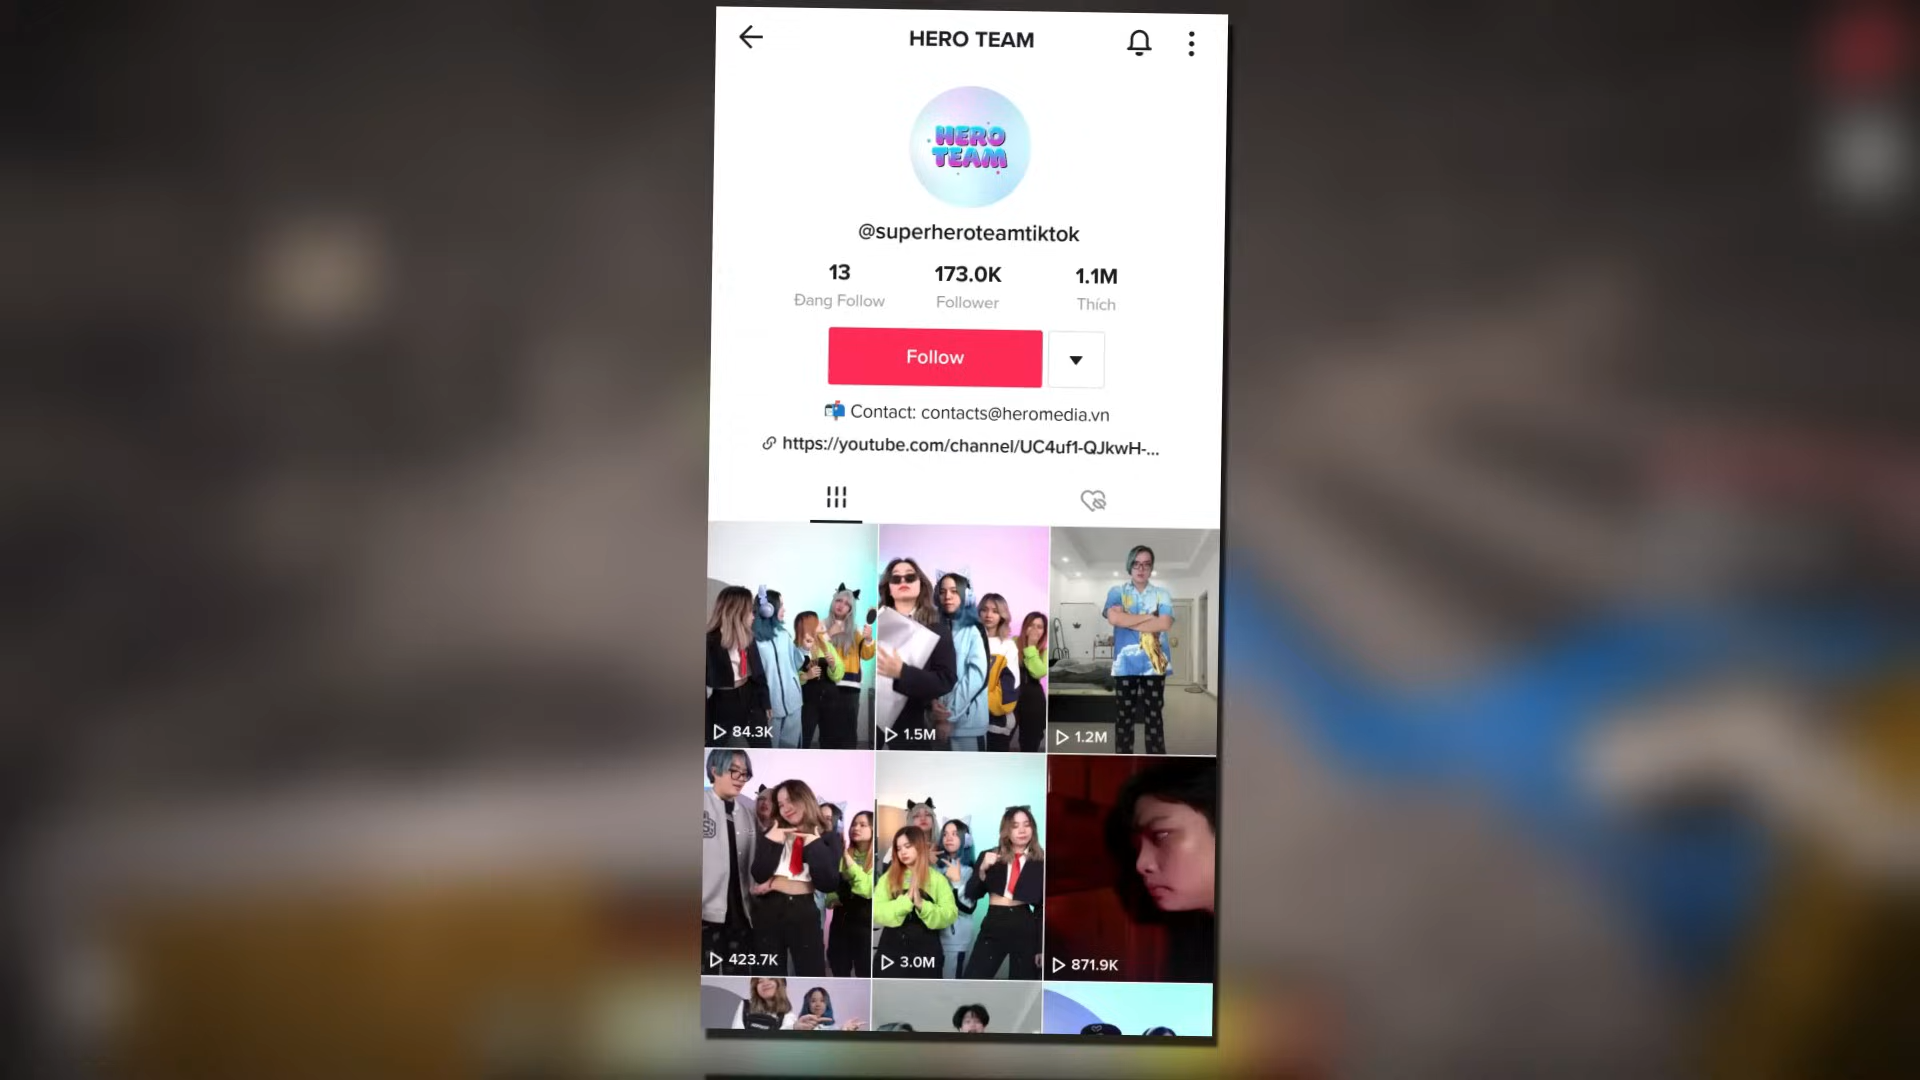 HERO TEAM
HERO
TEAM
@superheroteamtiktok
13 173.0K 1.1M
Đang Follow Follower Thích
Follow
Contact: contacts@heromedia.vn
https://youtube.com/channel/UC4uf1-QJkwH-...
84.3K 1.5M 1.2M
423.7K 3.0M 871.9K